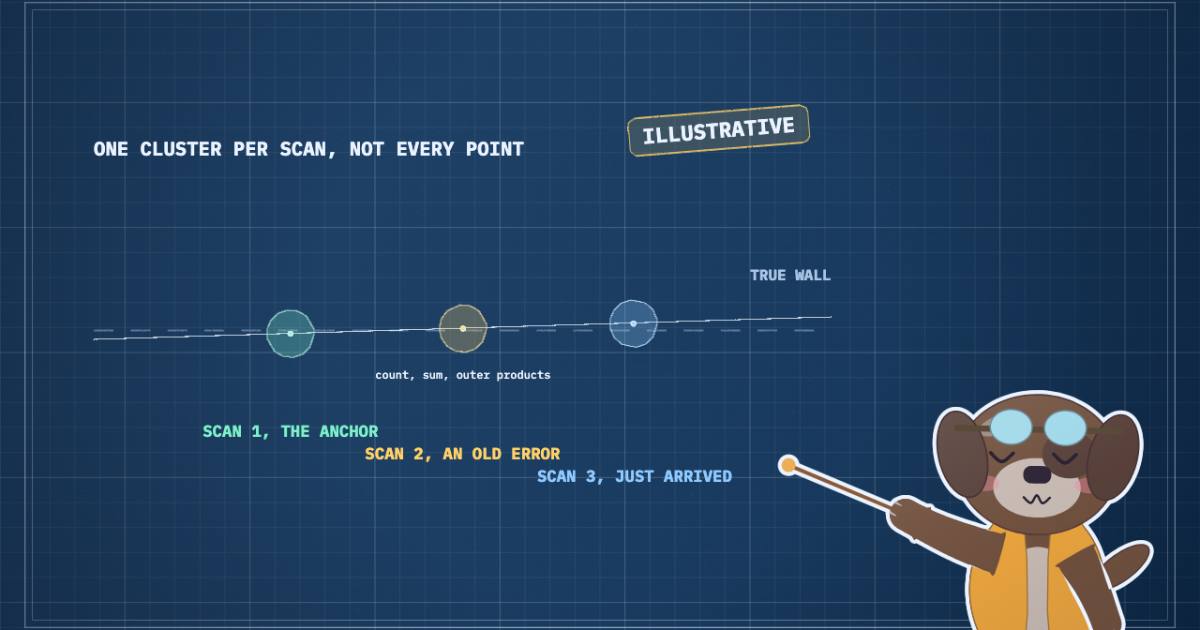 ILLUSTRATIVE
ONE CLUSTER PER SCAN, NOT EVERY POINT
TRUE WALL
count, sum, outer products
SCAN 1, THE ANCHOR
SCAN 2, AN OLD ERROR
SCAN 3, JUST ARRIVED